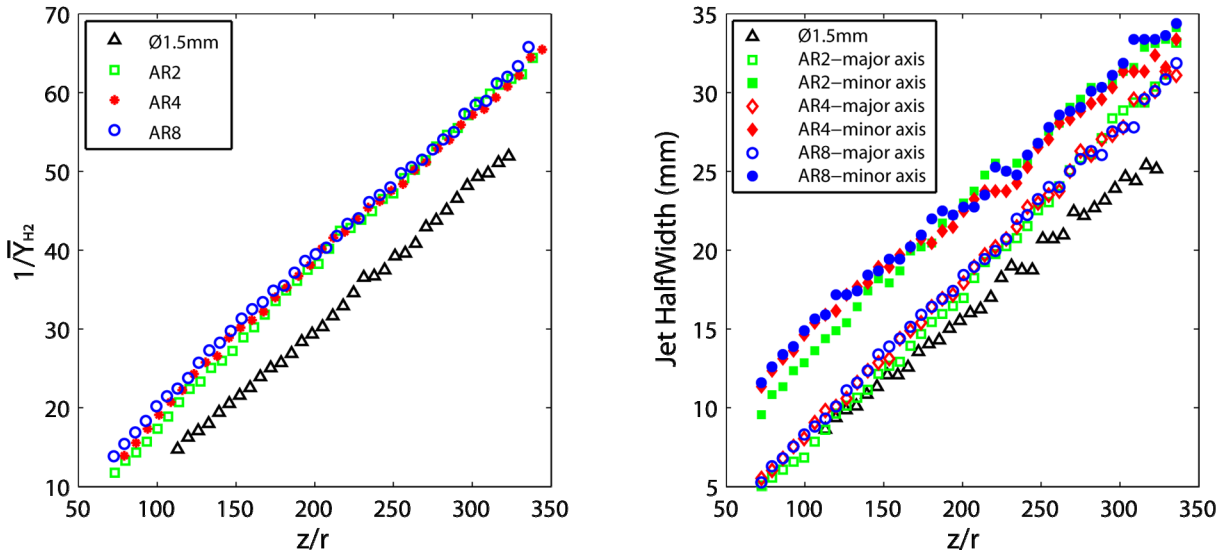 1/Y̅H2
70
60
50
40
30
20
10
50
100
150
200
250
300
350
z/r
Ø1.5mm
AR2
AR4
AR8
Jet HalfWidth (mm)
35
30
25
20
15
10
5
50
100
150
200
250
300
350
z/r
Ø1.5mm
AR2−major axis
AR2−minor axis
AR4−major axis
AR4−minor axis
AR8−major axis
AR8−minor axis